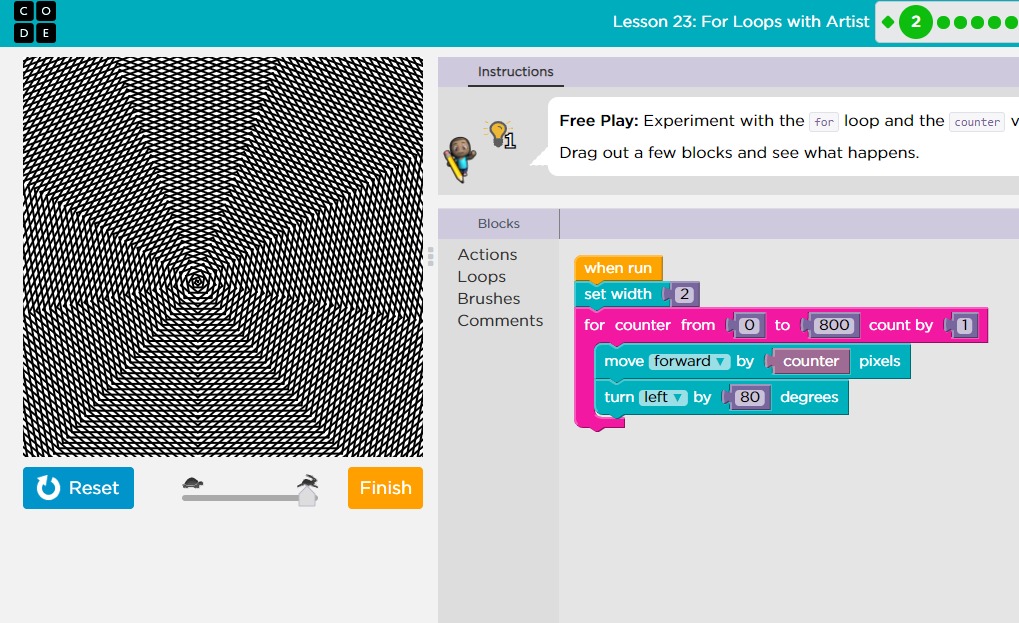 C O
D E
Lesson 23: For Loops with Artist
2
Instructions
1
Free Play: Experiment with the for loop and the counter v
Drag out a few blocks and see what happens.
Blocks
Actions
Loops
Brushes
Comments
when run
set width 2
for counter from 0 to 800 count by 1
move forward ▼ by counter pixels
turn left ▼ by 80 degrees
Reset
Finish